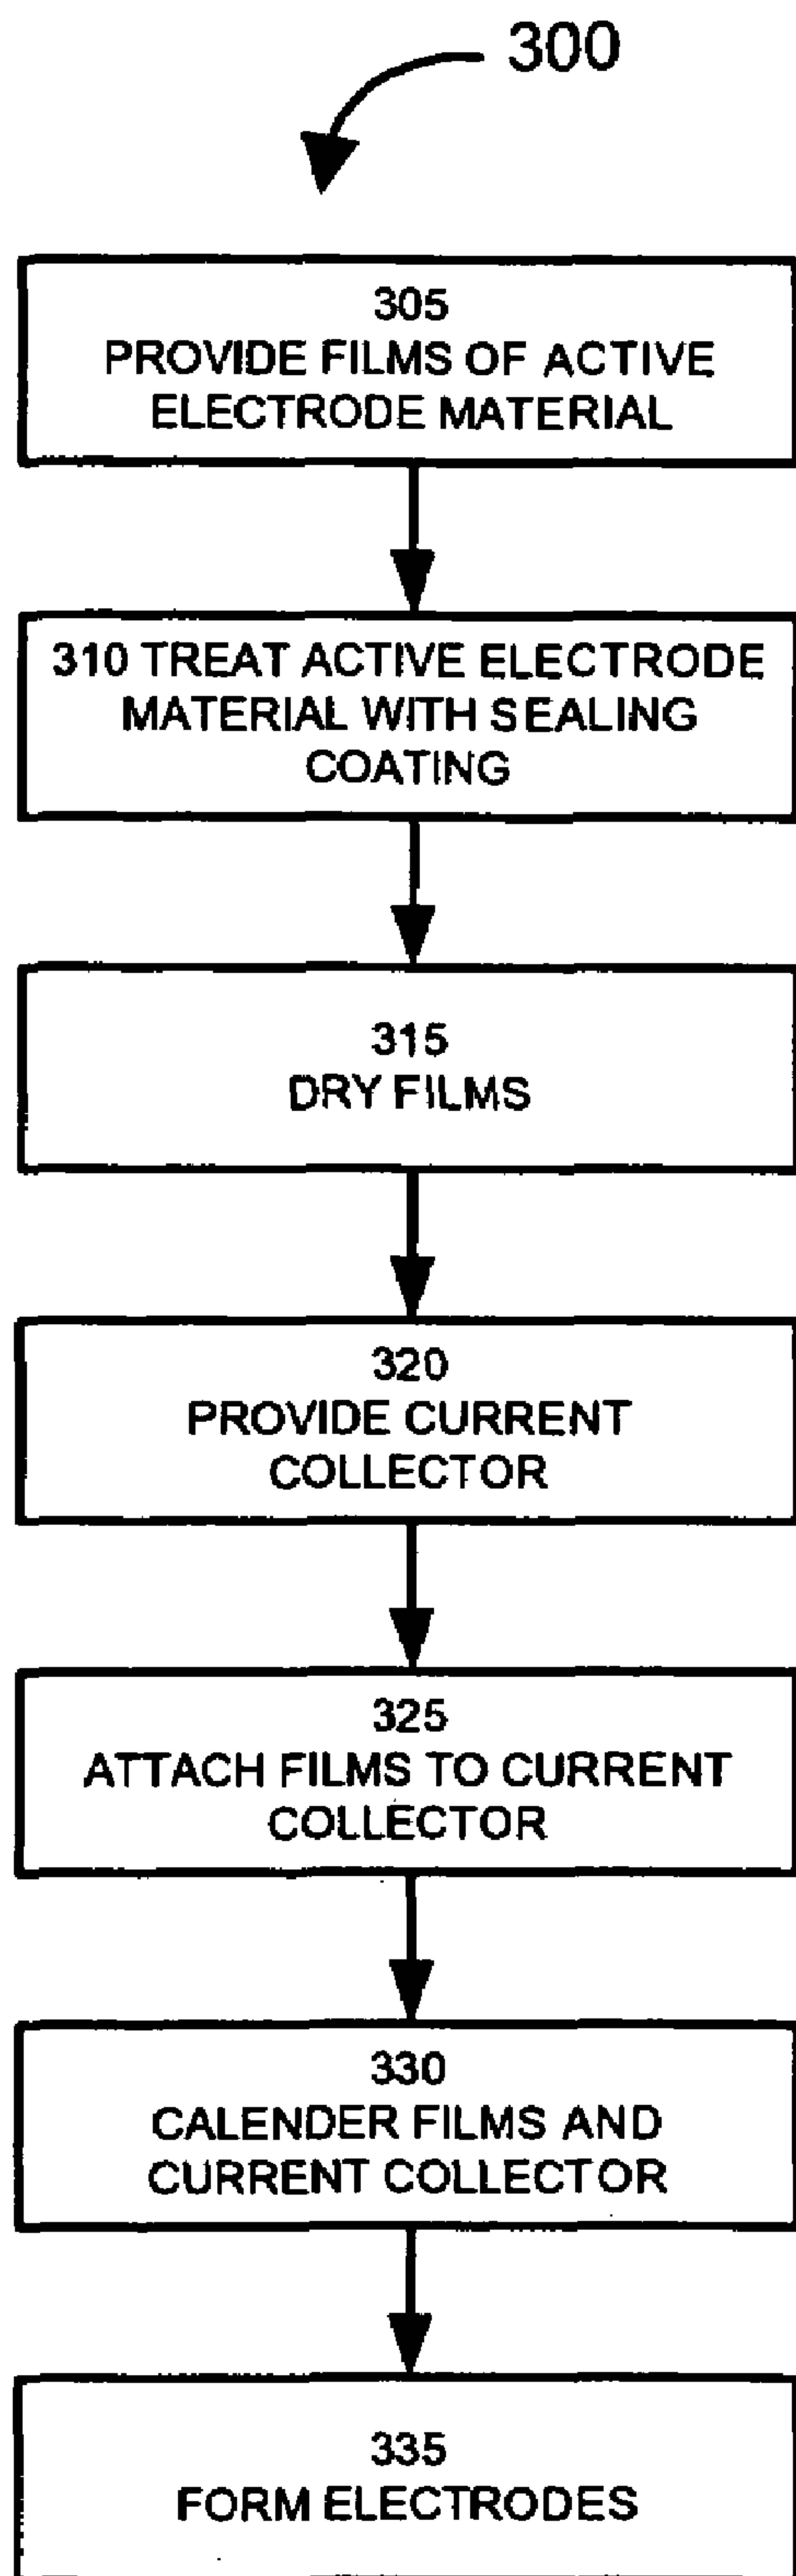 300
305
PROVIDE FILMS OF ACTIVE
ELECTRODE MATERIAL
310 TREAT ACTIVE ELECTRODE
MATERIAL WITH SEALING
COATING
315
DRY FILMS
320
PROVIDE CURRENT
COLLECTOR
325
ATTACH FILMS TO CURRENT
COLLECTOR
330
CALENDER FILMS AND
CURRENT COLLECTOR
335
FORM ELECTRODES